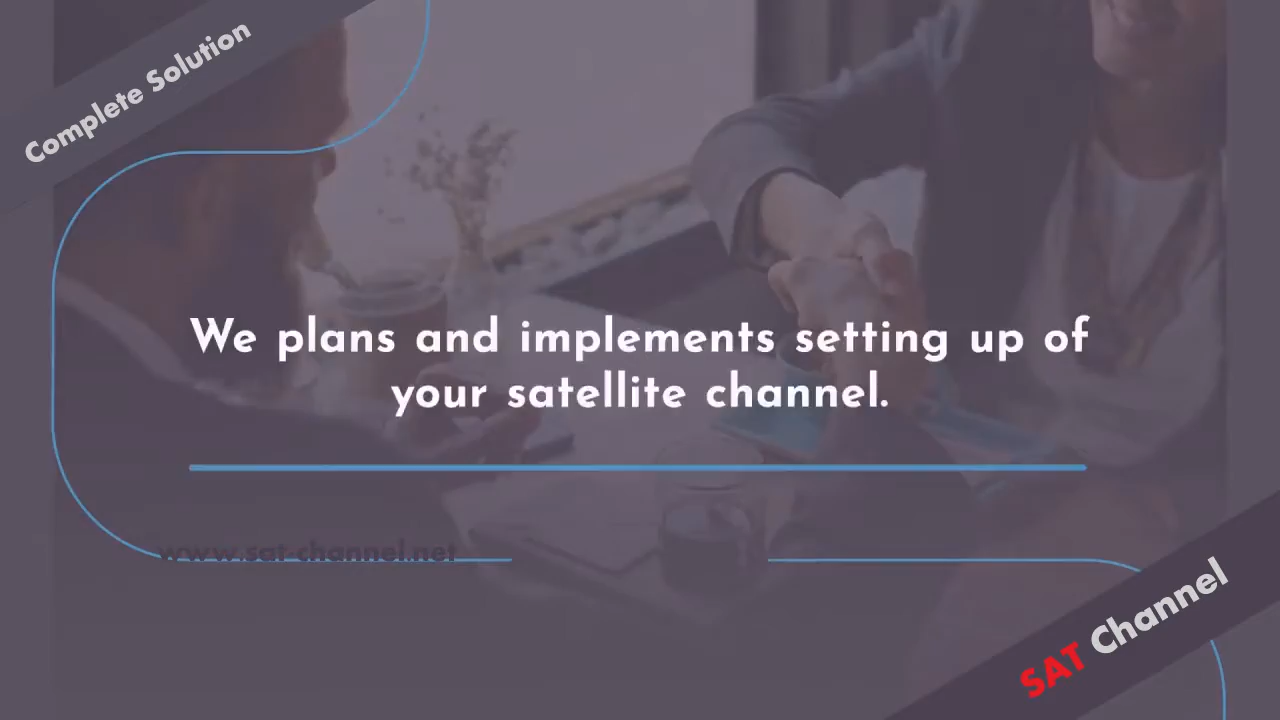 Complete Solution
We plans and implements setting up of
your satellite channel.
www.sat-channel.net
SAT Channel